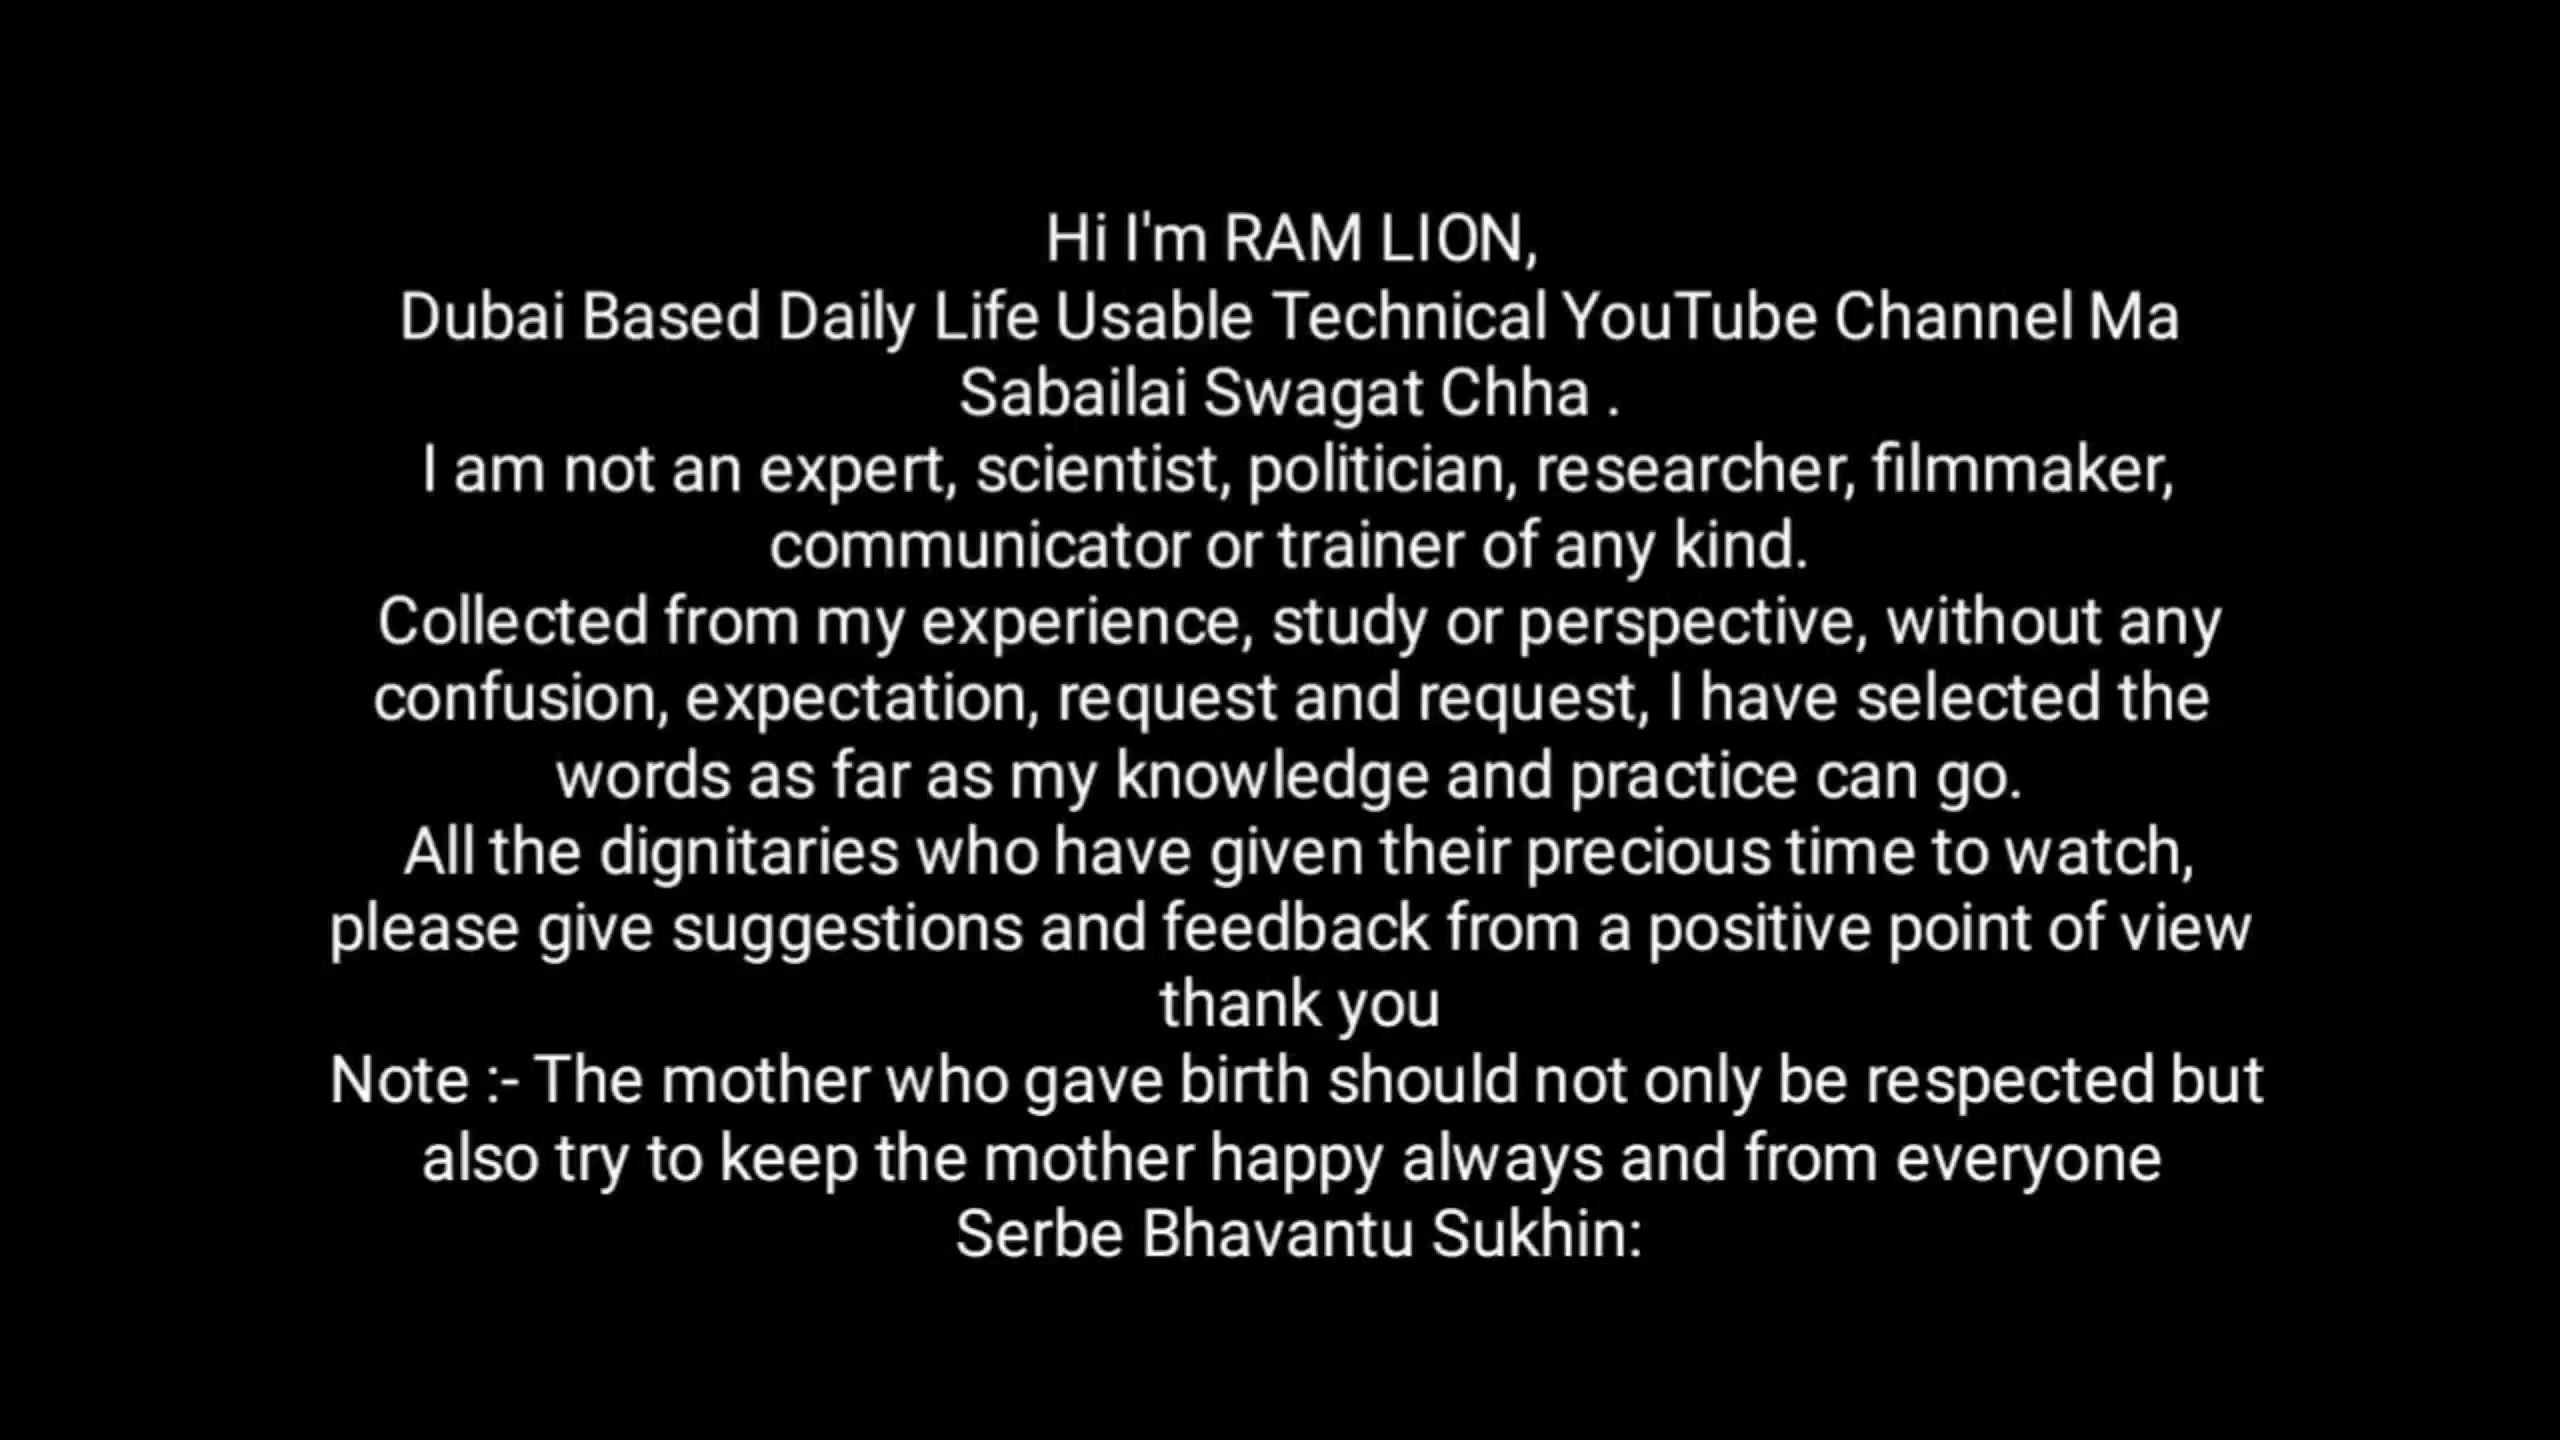 Hi I'm RAM LION,
Dubai Based Daily Life Usable Technical YouTube Channel Ma
Sabailai Swagat Chha .
I am not an expert, scientist, politician, researcher, filmmaker,
communicator or trainer of any kind.
Collected from my experience, study or perspective, without any
confusion, expectation, request and request, I have selected the
words as far as my knowledge and practice can go.
All the dignitaries who have given their precious time to watch,
please give suggestions and feedback from a positive point of view
thank you
Note :- The mother who gave birth should not only be respected but
also try to keep the mother happy always and from everyone
Serbe Bhavantu Sukhin: